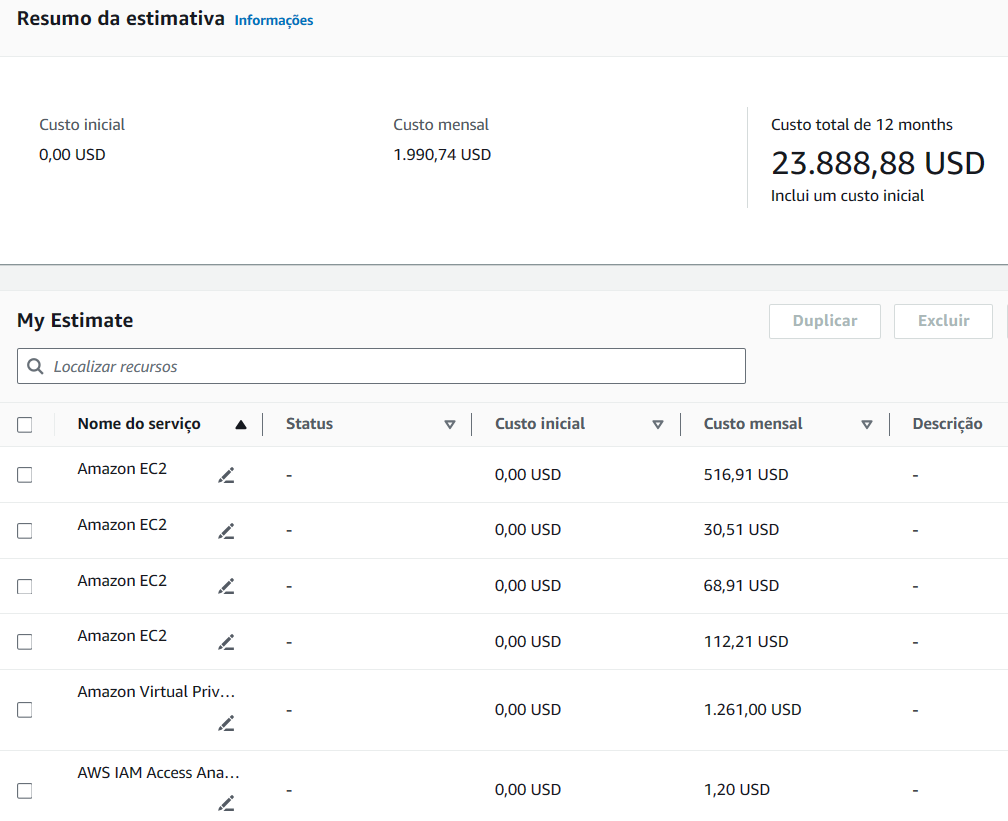 Resumo da estimativa Informações
Custo inicial Custo mensal Custo total de 12 months
0,00 USD 1.990,74 USD 23.888,88 USD
Inclui um custo inicial
My Estimate Duplicar Excluir
Localizar recursos
Nome do serviço Status Custo inicial Custo mensal Descrição
Amazon EC2 - 0,00 USD 516,91 USD -
Amazon EC2 - 0,00 USD 30,51 USD -
Amazon EC2 - 0,00 USD 68,91 USD -
Amazon EC2 - 0,00 USD 112,21 USD -
Amazon Virtual Priv... - 0,00 USD 1.261,00 USD -
AWS IAM Access Ana... - 0,00 USD 1,20 USD -